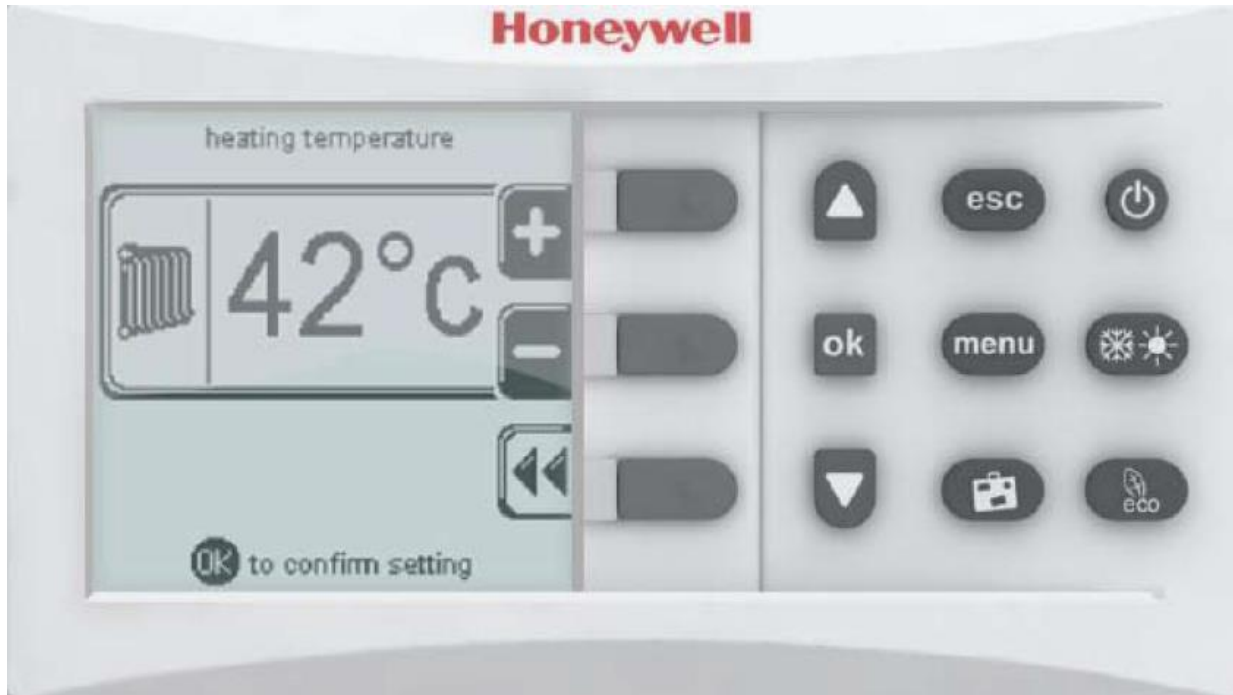 Honeywell
heating temperature
42°C
+
-
OK to confirm setting
esc
ok
menu
eco